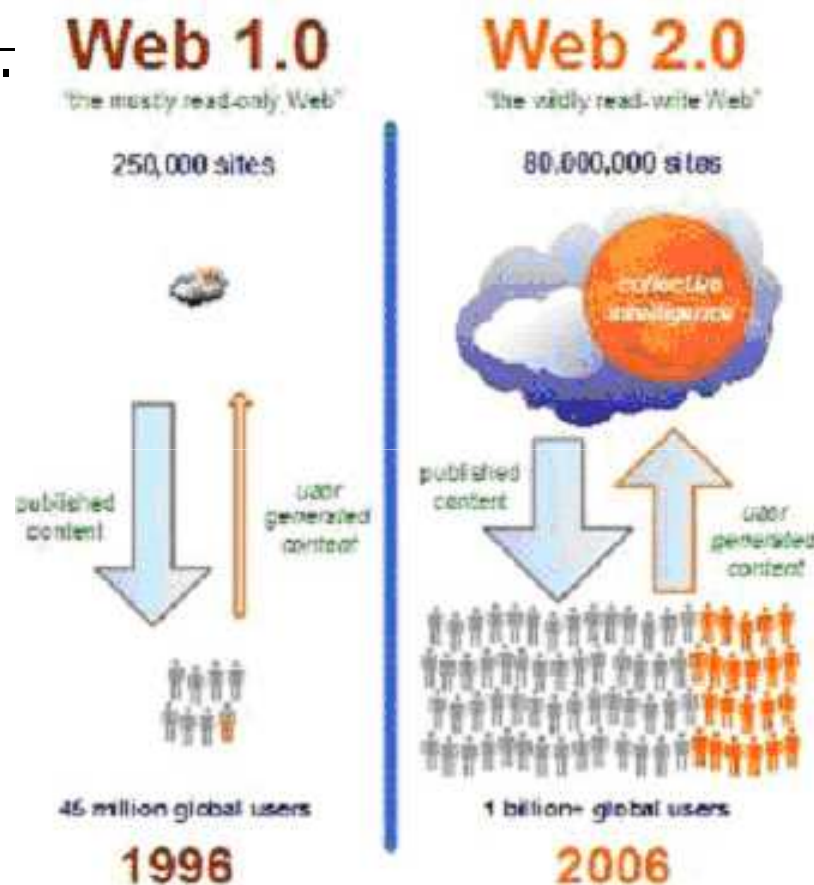 Web 1.0
"the mostly read-only Web"
250,000 sites
published
content
user
generated
content
45 million global users
1996
Web 2.0
"the wildly read-write Web"
80,000,000 sites
collective
intelligence
published
content
user
generated
content
1 billion+ global users
2006